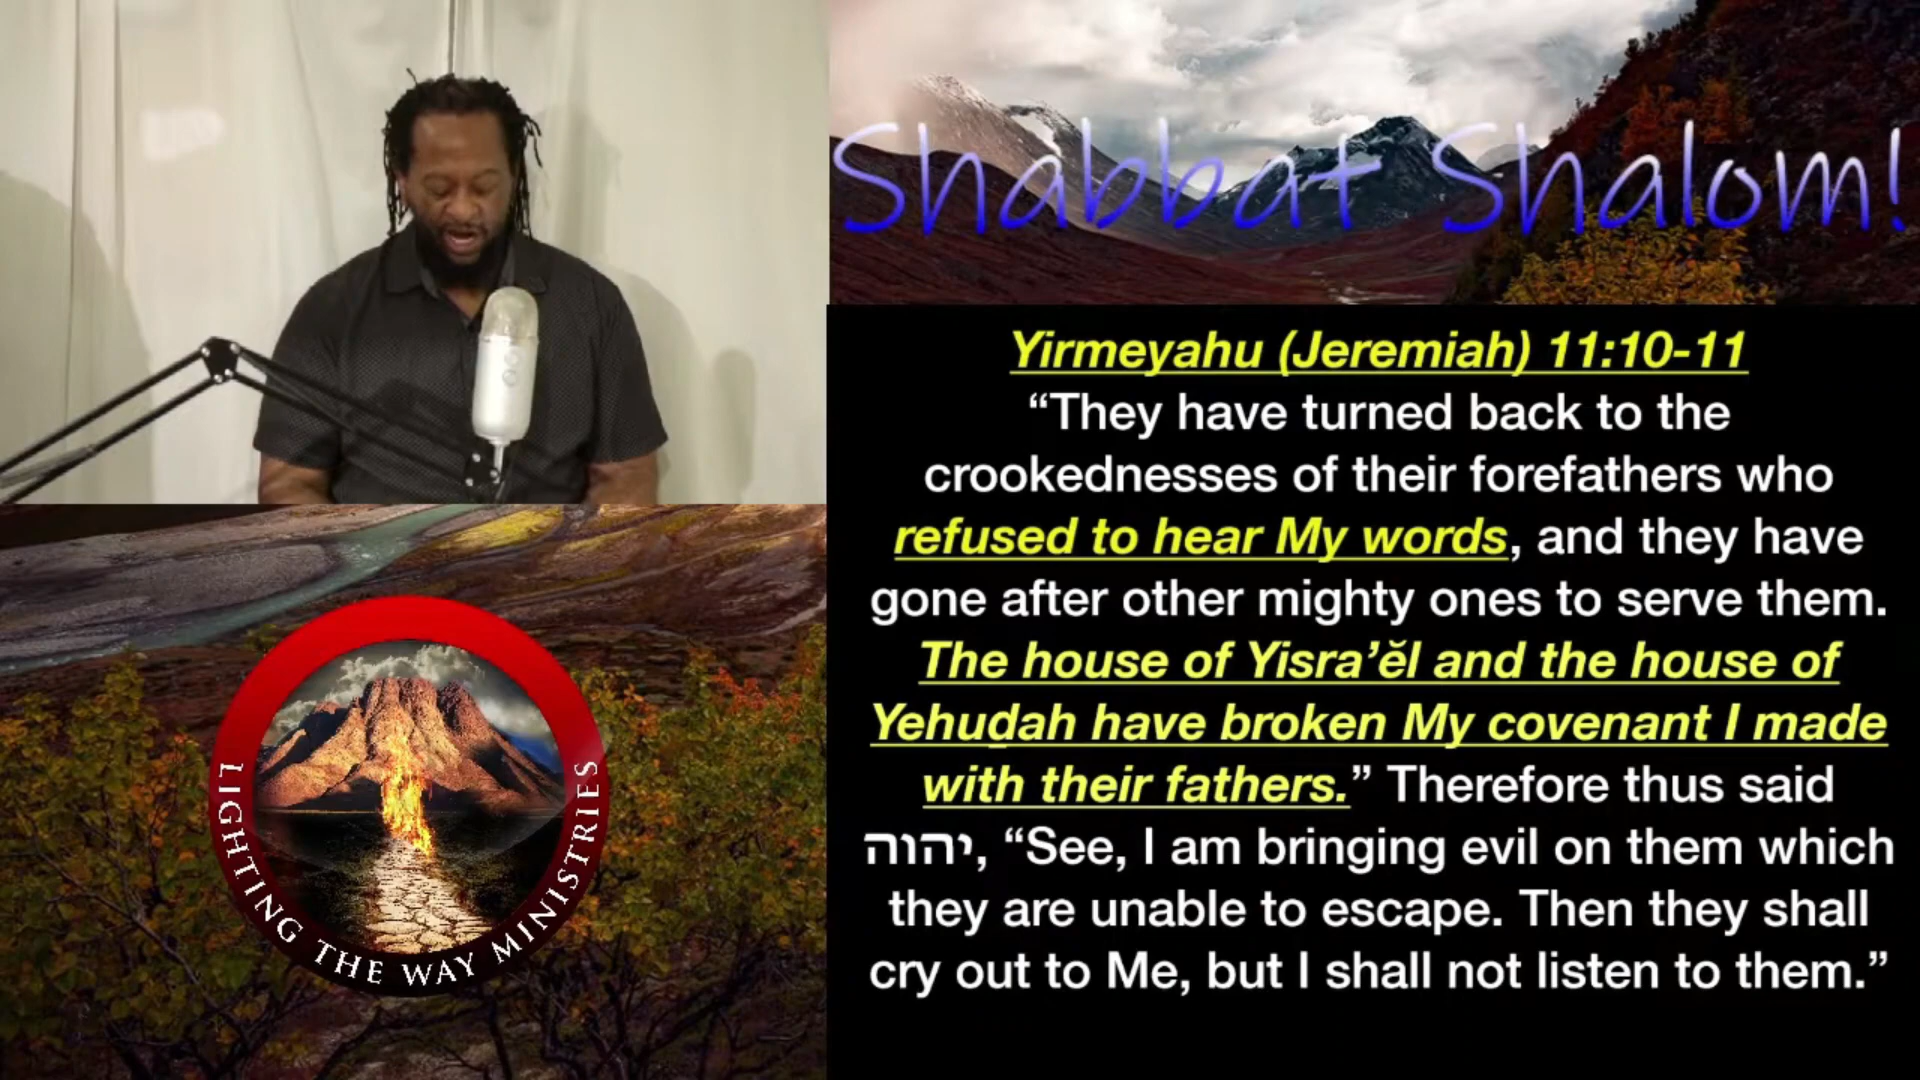 Shabbat Shalom!
Yirmeyahu (Jeremiah) 11:10-11
“They have turned back to the
crookednesses of their forefathers who
refused to hear My words, and they have
gone after other mighty ones to serve them.
The house of Yisra’ĕl and the house of
Yehuḏah have broken My covenant I made
with their fathers.” Therefore thus said
יהוה, “See, I am bringing evil on them which
they are unable to escape. Then they shall
cry out to Me, but I shall not listen to them.”
LIGHTING THE WAY MINISTRIES